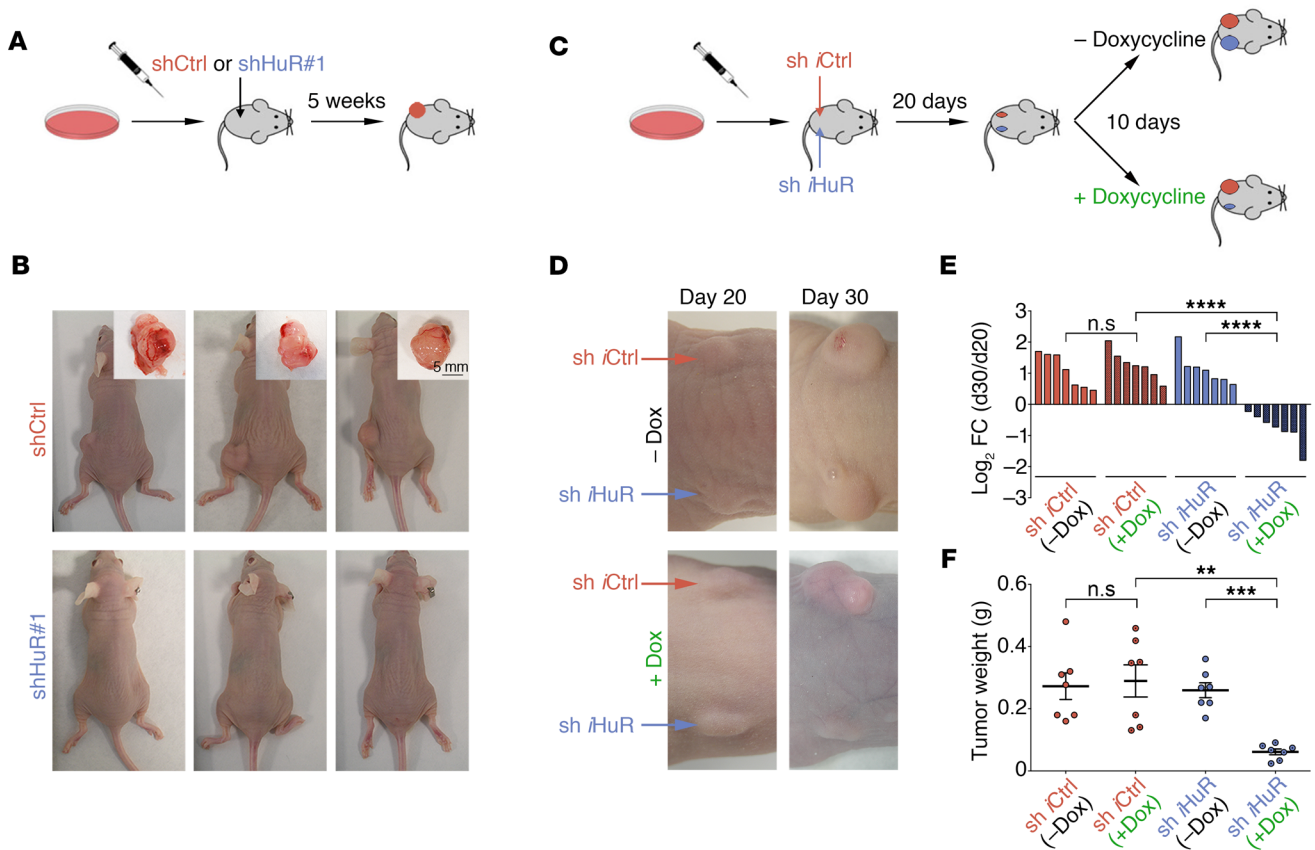 A
shCtrl or shHuR#1
5 weeks
C
sh iCtrl
sh iHuR
20 days
10 days
– Doxycycline
+ Doxycycline
B
shCtrl
5 mm
shHuR#1
D
Day 20
Day 30
– Dox
sh iCtrl
sh iHuR
+ Dox
sh iCtrl
sh iHuR
E
Log2 FC (d30/d20)
3
2
1
0
–1
–2
–3
n.s
****
****
sh iCtrl
(–Dox)
sh iCtrl
(+Dox)
sh iHuR
(–Dox)
sh iHuR
(+Dox)
F
Tumor weight (g)
0.6
0.4
0.2
0
n.s
**
***
sh iCtrl
(–Dox)
sh iCtrl
(+Dox)
sh iHuR
(–Dox)
sh iHuR
(+Dox)